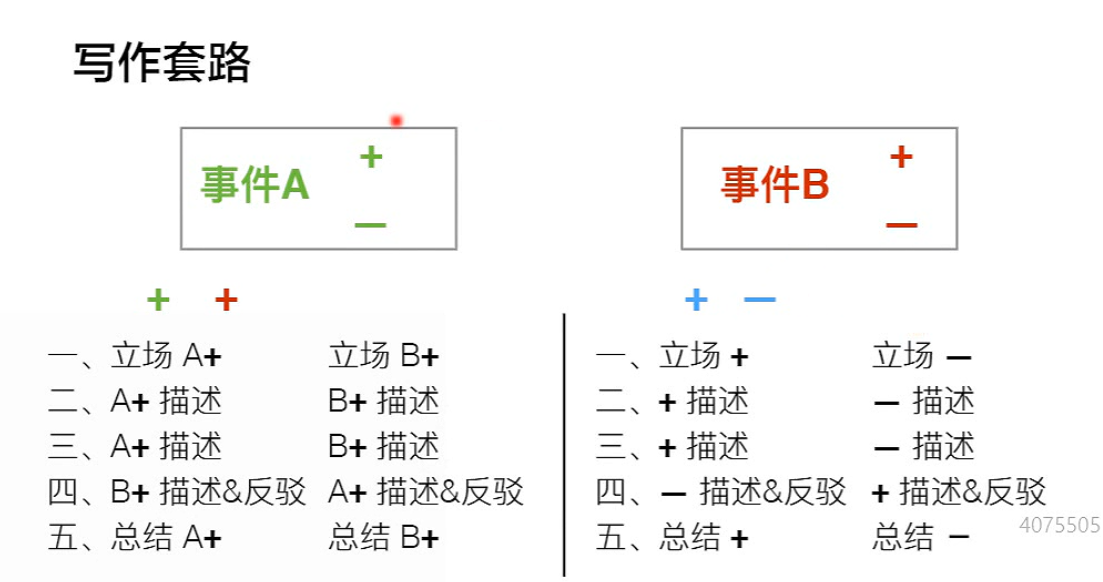 写作套路
事件A + —
事件B + —
+ +
+ —
一、立场 A+ 立场 B+
二、A+ 描述 B+ 描述
三、A+ 描述 B+ 描述
四、B+ 描述&反驳 A+ 描述&反驳
五、总结 A+ 总结 B+
一、立场 + 立场 —
二、+ 描述 — 描述
三、+ 描述 — 描述
四、— 描述&反驳 + 描述&反驳
五、总结 + 总结 —
4075505